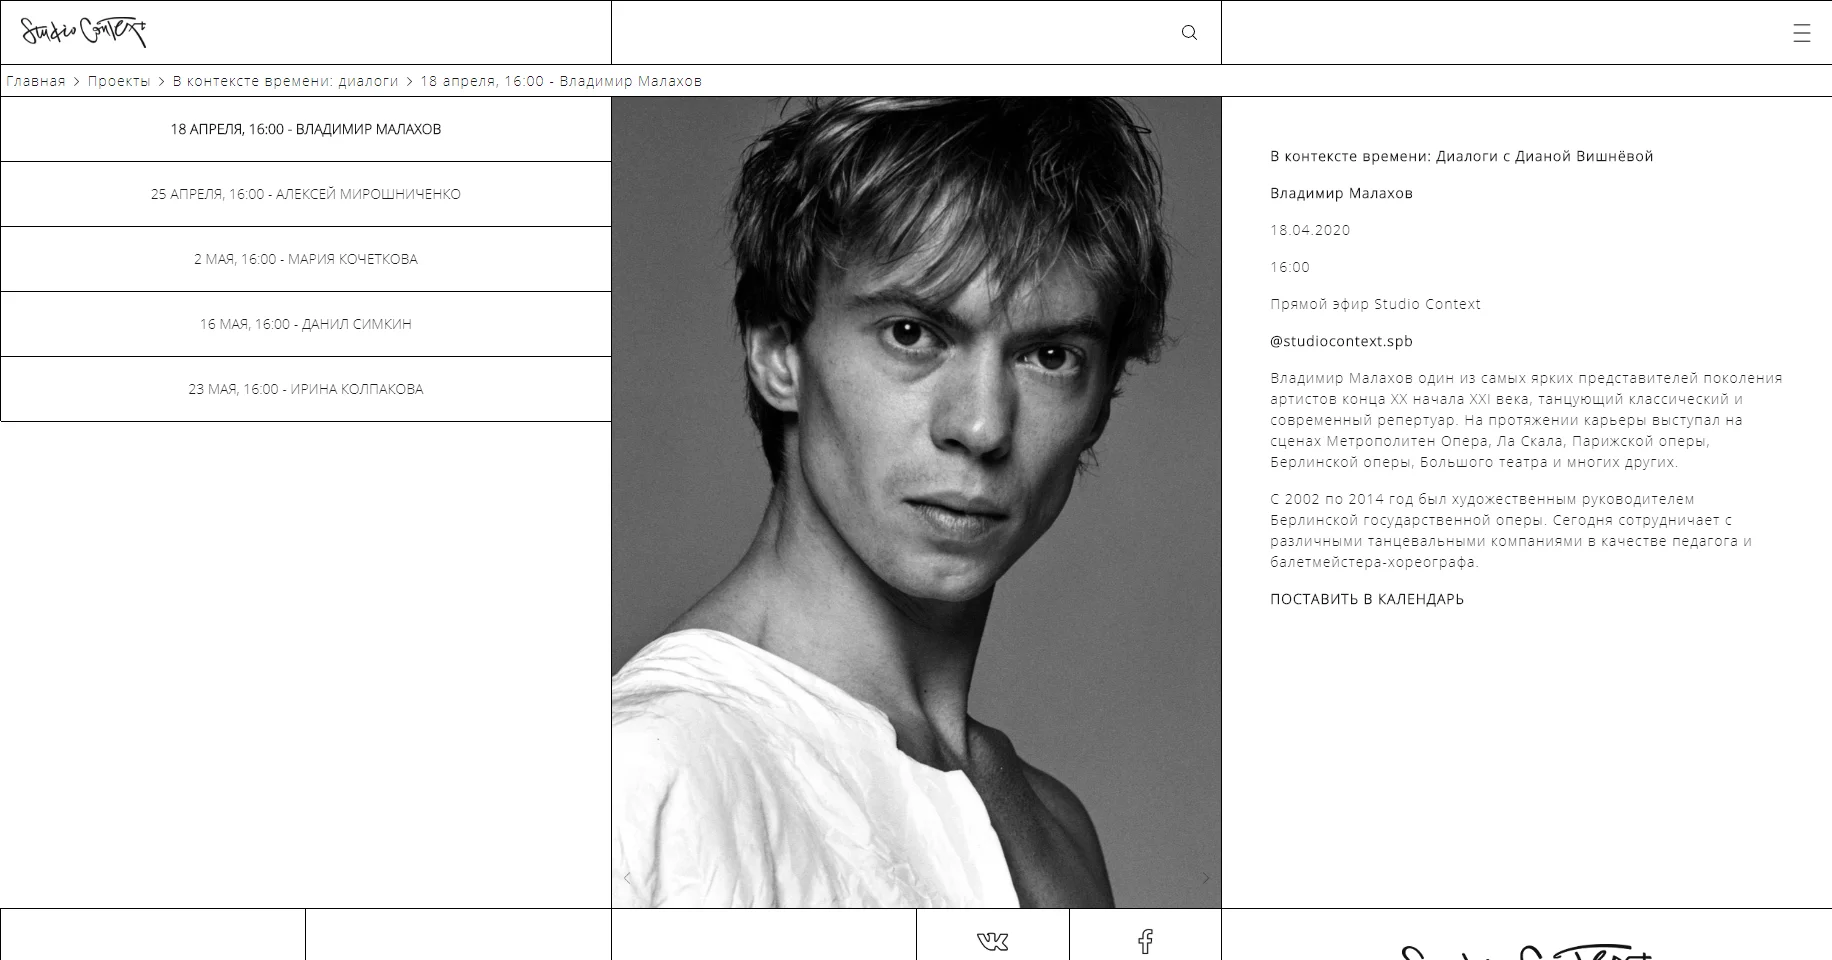 Studio Context
Главная > Проекты > В контексте времени: диалоги > 18 апреля, 16:00 - Владимир Малахов
18 АПРЕЛЯ, 16:00 - ВЛАДИМИР МАЛАХОВ
25 АПРЕЛЯ, 16:00 - АЛЕКСЕЙ МИРОШНИЧЕНКО
2 МАЯ, 16:00 - МАРИЯ КОЧЕТКОВА
16 МАЯ, 16:00 - ДАНИЛ СИМКИН
23 МАЯ, 16:00 - ИРИНА КОЛПАКОВА
В контексте времени: Диалоги с Дианой Вишнёвой
Владимир Малахов
18.04.2020
16:00
Прямой эфир Studio Context
@studiocontext.spb
Владимир Малахов один из самых ярких представителей поколения
артистов конца XX начала XXI века, танцующий классический и
современный репертуар. На протяжении карьеры выступал на
сценах Метрополитен Опера, Ла Скала, Парижской оперы,
Берлинской оперы, Большого театра и многих других.
С 2002 по 2014 год был художественным руководителем
Берлинской государственной оперы. Сегодня сотрудничает с
различными танцевальными компаниями в качестве педагога и
балетмейстера-хореографа.
ПОСТАВИТЬ В КАЛЕНДАРЬ
Studio Context